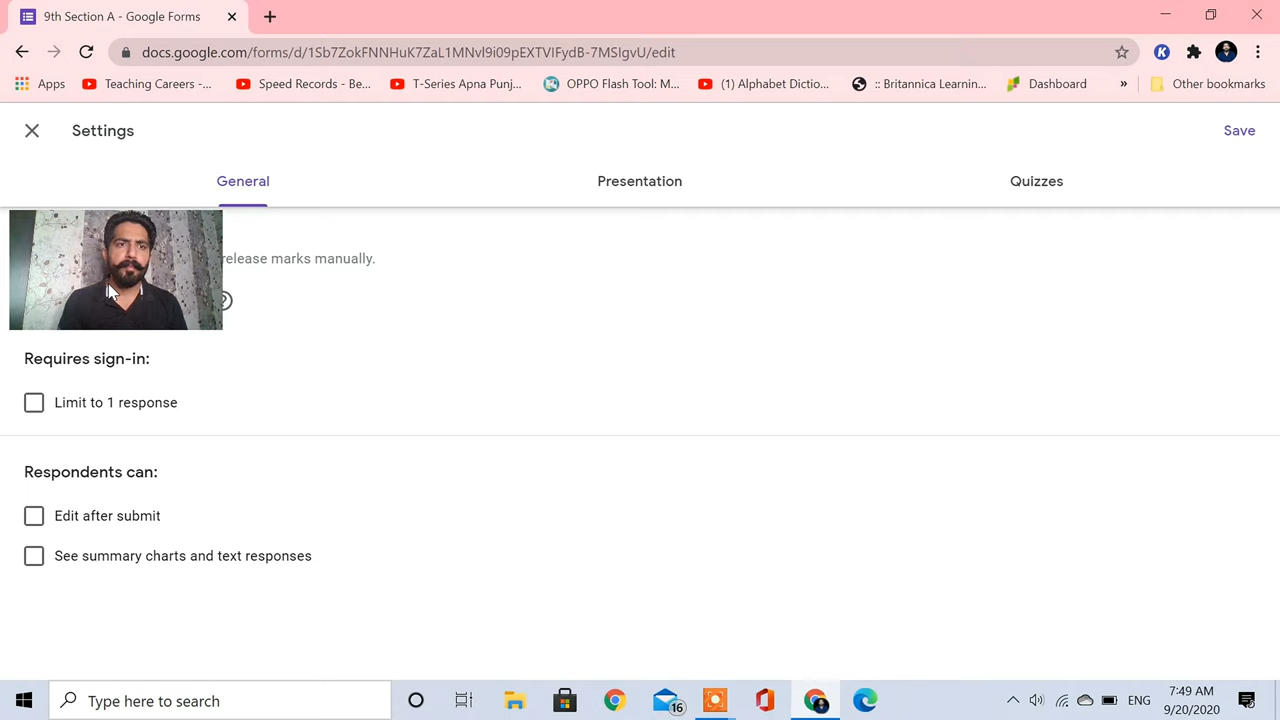 9th Section A - Google Forms
docs.google.com/forms/d/1Sb7ZokFNNHuK7ZaL1MNvl9i09pEXTVIFydB-7MSIgvU/edit
Apps Teaching Careers -... Speed Records - Be... T-Series Apna Punj... OPPO Flash Tool: M... (1) Alphabet Dictio... :: Britannica Learnin... Dashboard » Other bookmarks
Settings Save
General Presentation Quizzes
release marks manually.
Requires sign-in:
Limit to 1 response
Respondents can:
Edit after submit
See summary charts and text responses
Type here to search 16 ENG 7:49 AM
9/20/2020